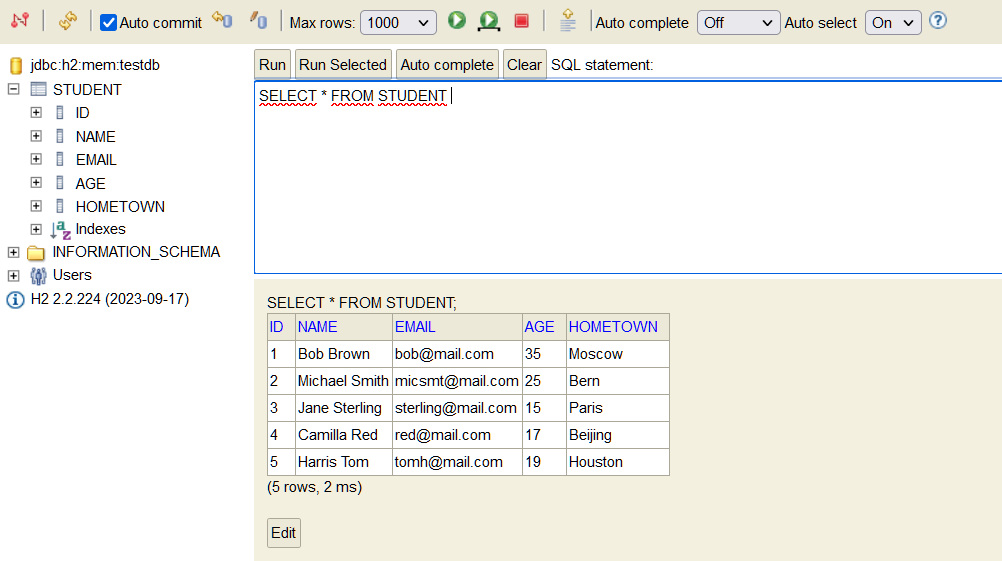 Auto commit Max rows: 1000 Auto complete Off Auto select On
jdbc:h2:mem:testdb
STUDENT
ID
NAME
EMAIL
AGE
HOMETOWN
Indexes
INFORMATION_SCHEMA
Users
H2 2.2.224 (2023-09-17)
Run Run Selected Auto complete Clear SQL statement:
SELECT * FROM STUDENT
SELECT * FROM STUDENT;
ID NAME EMAIL AGE HOMETOWN
1 Bob Brown bob@mail.com 35 Moscow
2 Michael Smith micsmt@mail.com 25 Bern
3 Jane Sterling sterling@mail.com 15 Paris
4 Camilla Red red@mail.com 17 Beijing
5 Harris Tom tomh@mail.com 19 Houston
(5 rows, 2 ms)
Edit